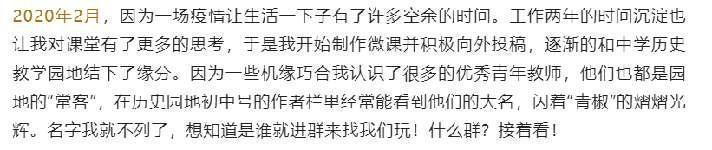 2020年2月，因为一场疫情让生活一下子有了许多空余的时间。工作两年的时间沉淀也
让我对课堂有了更多的思考，于是我开始制作微课并积极向外投稿，逐渐的和中学历史
教学园地结下了缘分。因为一些机缘巧合我认识了很多的优秀青年教师，他们也都是园
地的“常客”，在历史园地初中号的作者栏里经常能看到他们的大名，闪着“青椒”的熠熠光
辉。名字我就不列了，想知道是谁就进群来找我们玩！什么群？接着看！